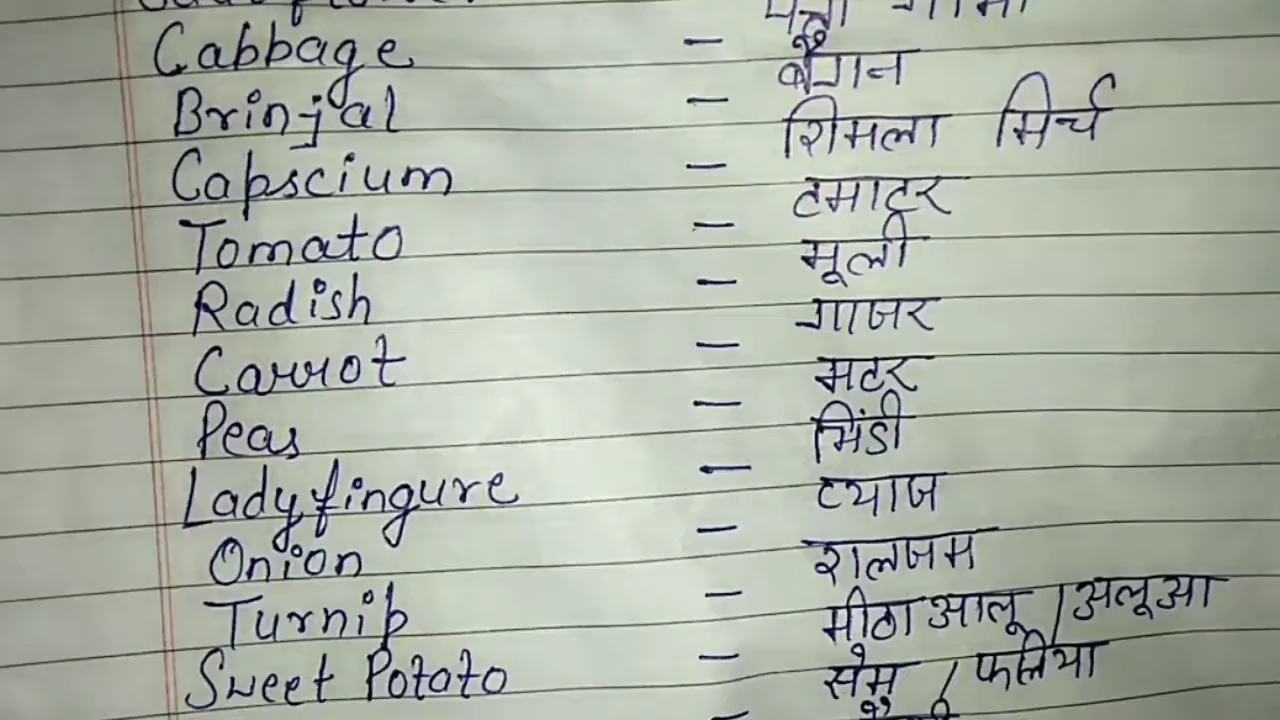 Cabbage - पत्ता गोभी
Brinjal - बैगन
Capscium - शिमला मिर्च
Tomato - टमाटर
Radish - मूली
Carrot - गाजर
Peas - मटर
Ladyfingure - भिंडी
Onion - प्याज
Turnip - शलजम
Sweet Potato - मीठा आलू / अलूआ
- सेम / फलिया